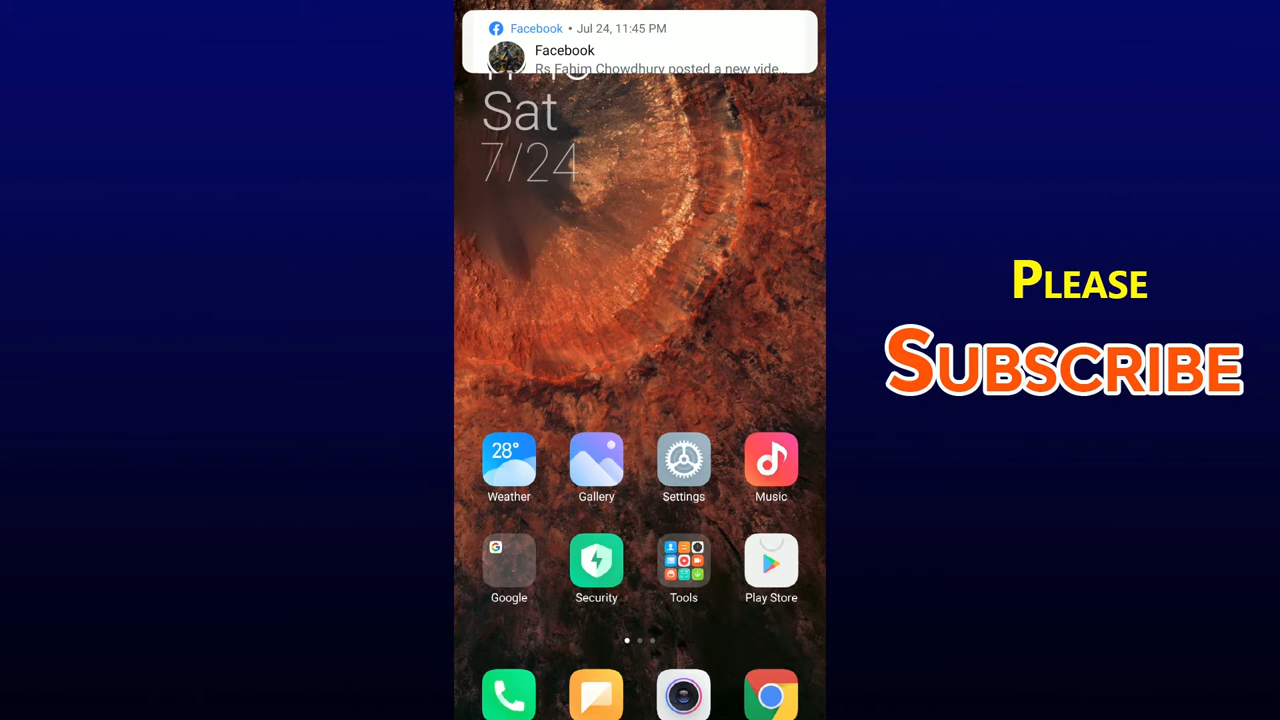 Facebook • Jul 24, 11:45 PM
Facebook
Rs Fahim Chowdhury posted a new vide...
Sat
7/24
PLEASE
SUBSCRIBE
28°
Weather Gallery Settings Music
Google Security Tools Play Store